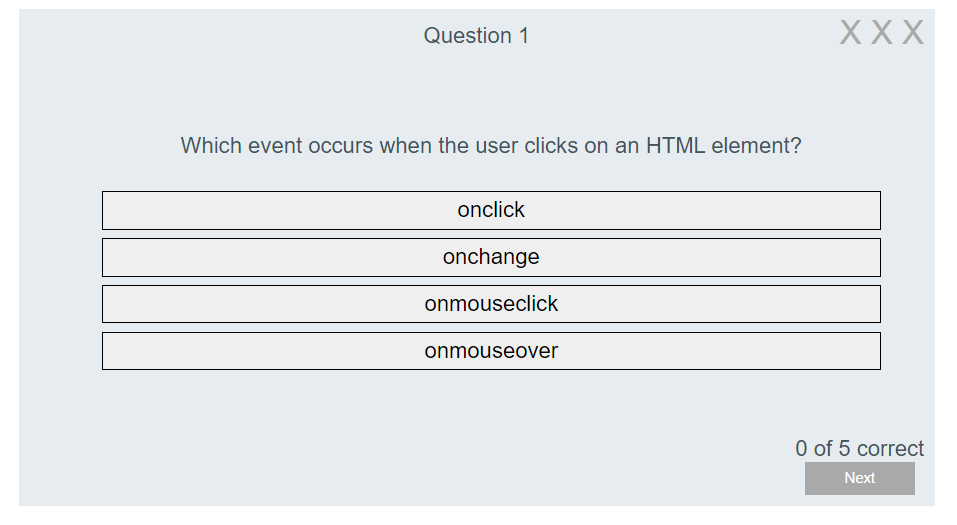 Question 1
X X X
Which event occurs when the user clicks on an HTML element?
onclick
onchange
onmouseclick
onmouseover
0 of 5 correct
Next